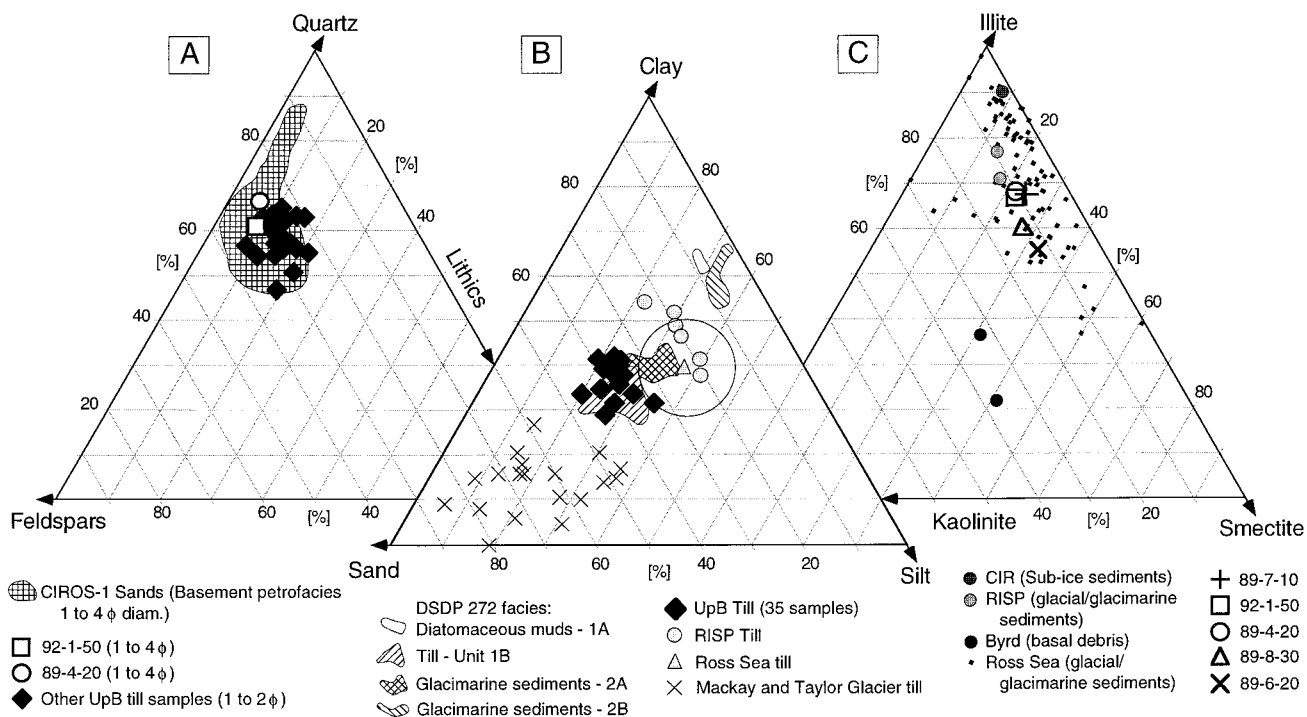 A
Quartz
80
20
[%]
60
40
[%]
Lithics
40
20
Feldspars
60
[%]
40
B
Clay
80
80
60
60
Sand
60
[%]
40
20
Silt
C
Illite
80
20
[%]
60
40
[%]
60
80
Kaolinite
40
20
Smectite
CIROS-1 Sands (Basement petrofacies
1 to 4 ϕ diam.)
92-1-50 (1 to 4ϕ)
89-4-20 (1 to 4ϕ)
Other UpB till samples (1 to 2ϕ)
DSDP 272 facies:
Diatomaceous muds - 1A
Till - Unit 1B
Glacimarine sediments - 2A
Glacimarine sediments - 2B
UpB Till (35 samples)
RISP Till
Ross Sea till
Mackay and Taylor Glacier till
CIR (Sub-ice sediments)
RISP (glacial/glacimarine
sediments)
Byrd (basal debris)
Ross Sea (glacial/
glacimarine sediments)
89-7-10
92-1-50
89-4-20
89-8-30
89-6-20